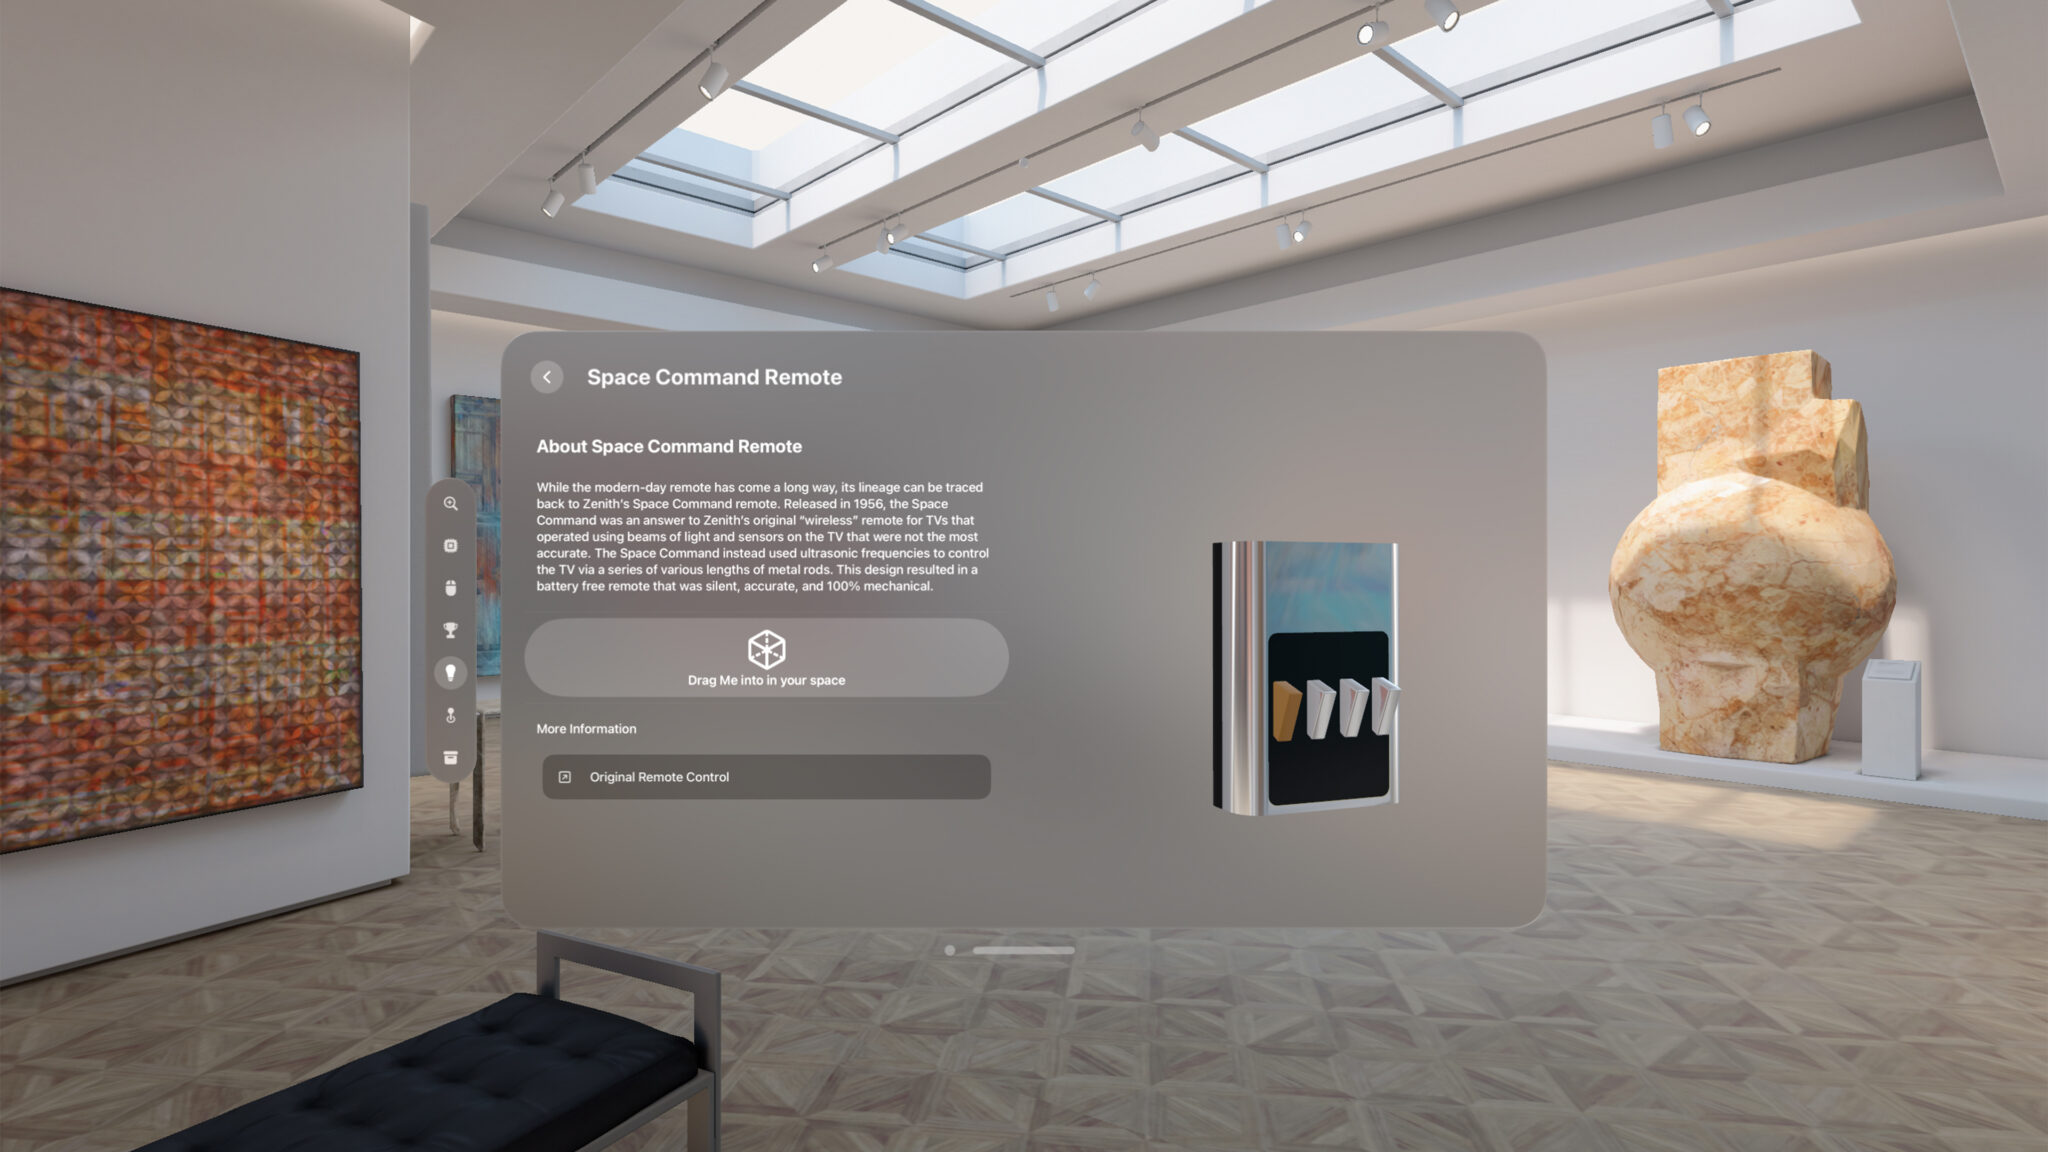 Space Command Remote
About Space Command Remote
While the modern-day remote has come a long way, its lineage can be traced
back to Zenith's Space Command remote. Released in 1956, the Space
Command was an answer to Zenith's original "wireless" remote for TVs that
operated using beams of light and sensors on the TV that were not the most
accurate. The Space Command instead used ultrasonic frequencies to control
the TV via a series of various lengths of metal rods. This design resulted in a
battery free remote that was silent, accurate, and 100% mechanical.
Drag Me into in your space
More Information
Original Remote Control